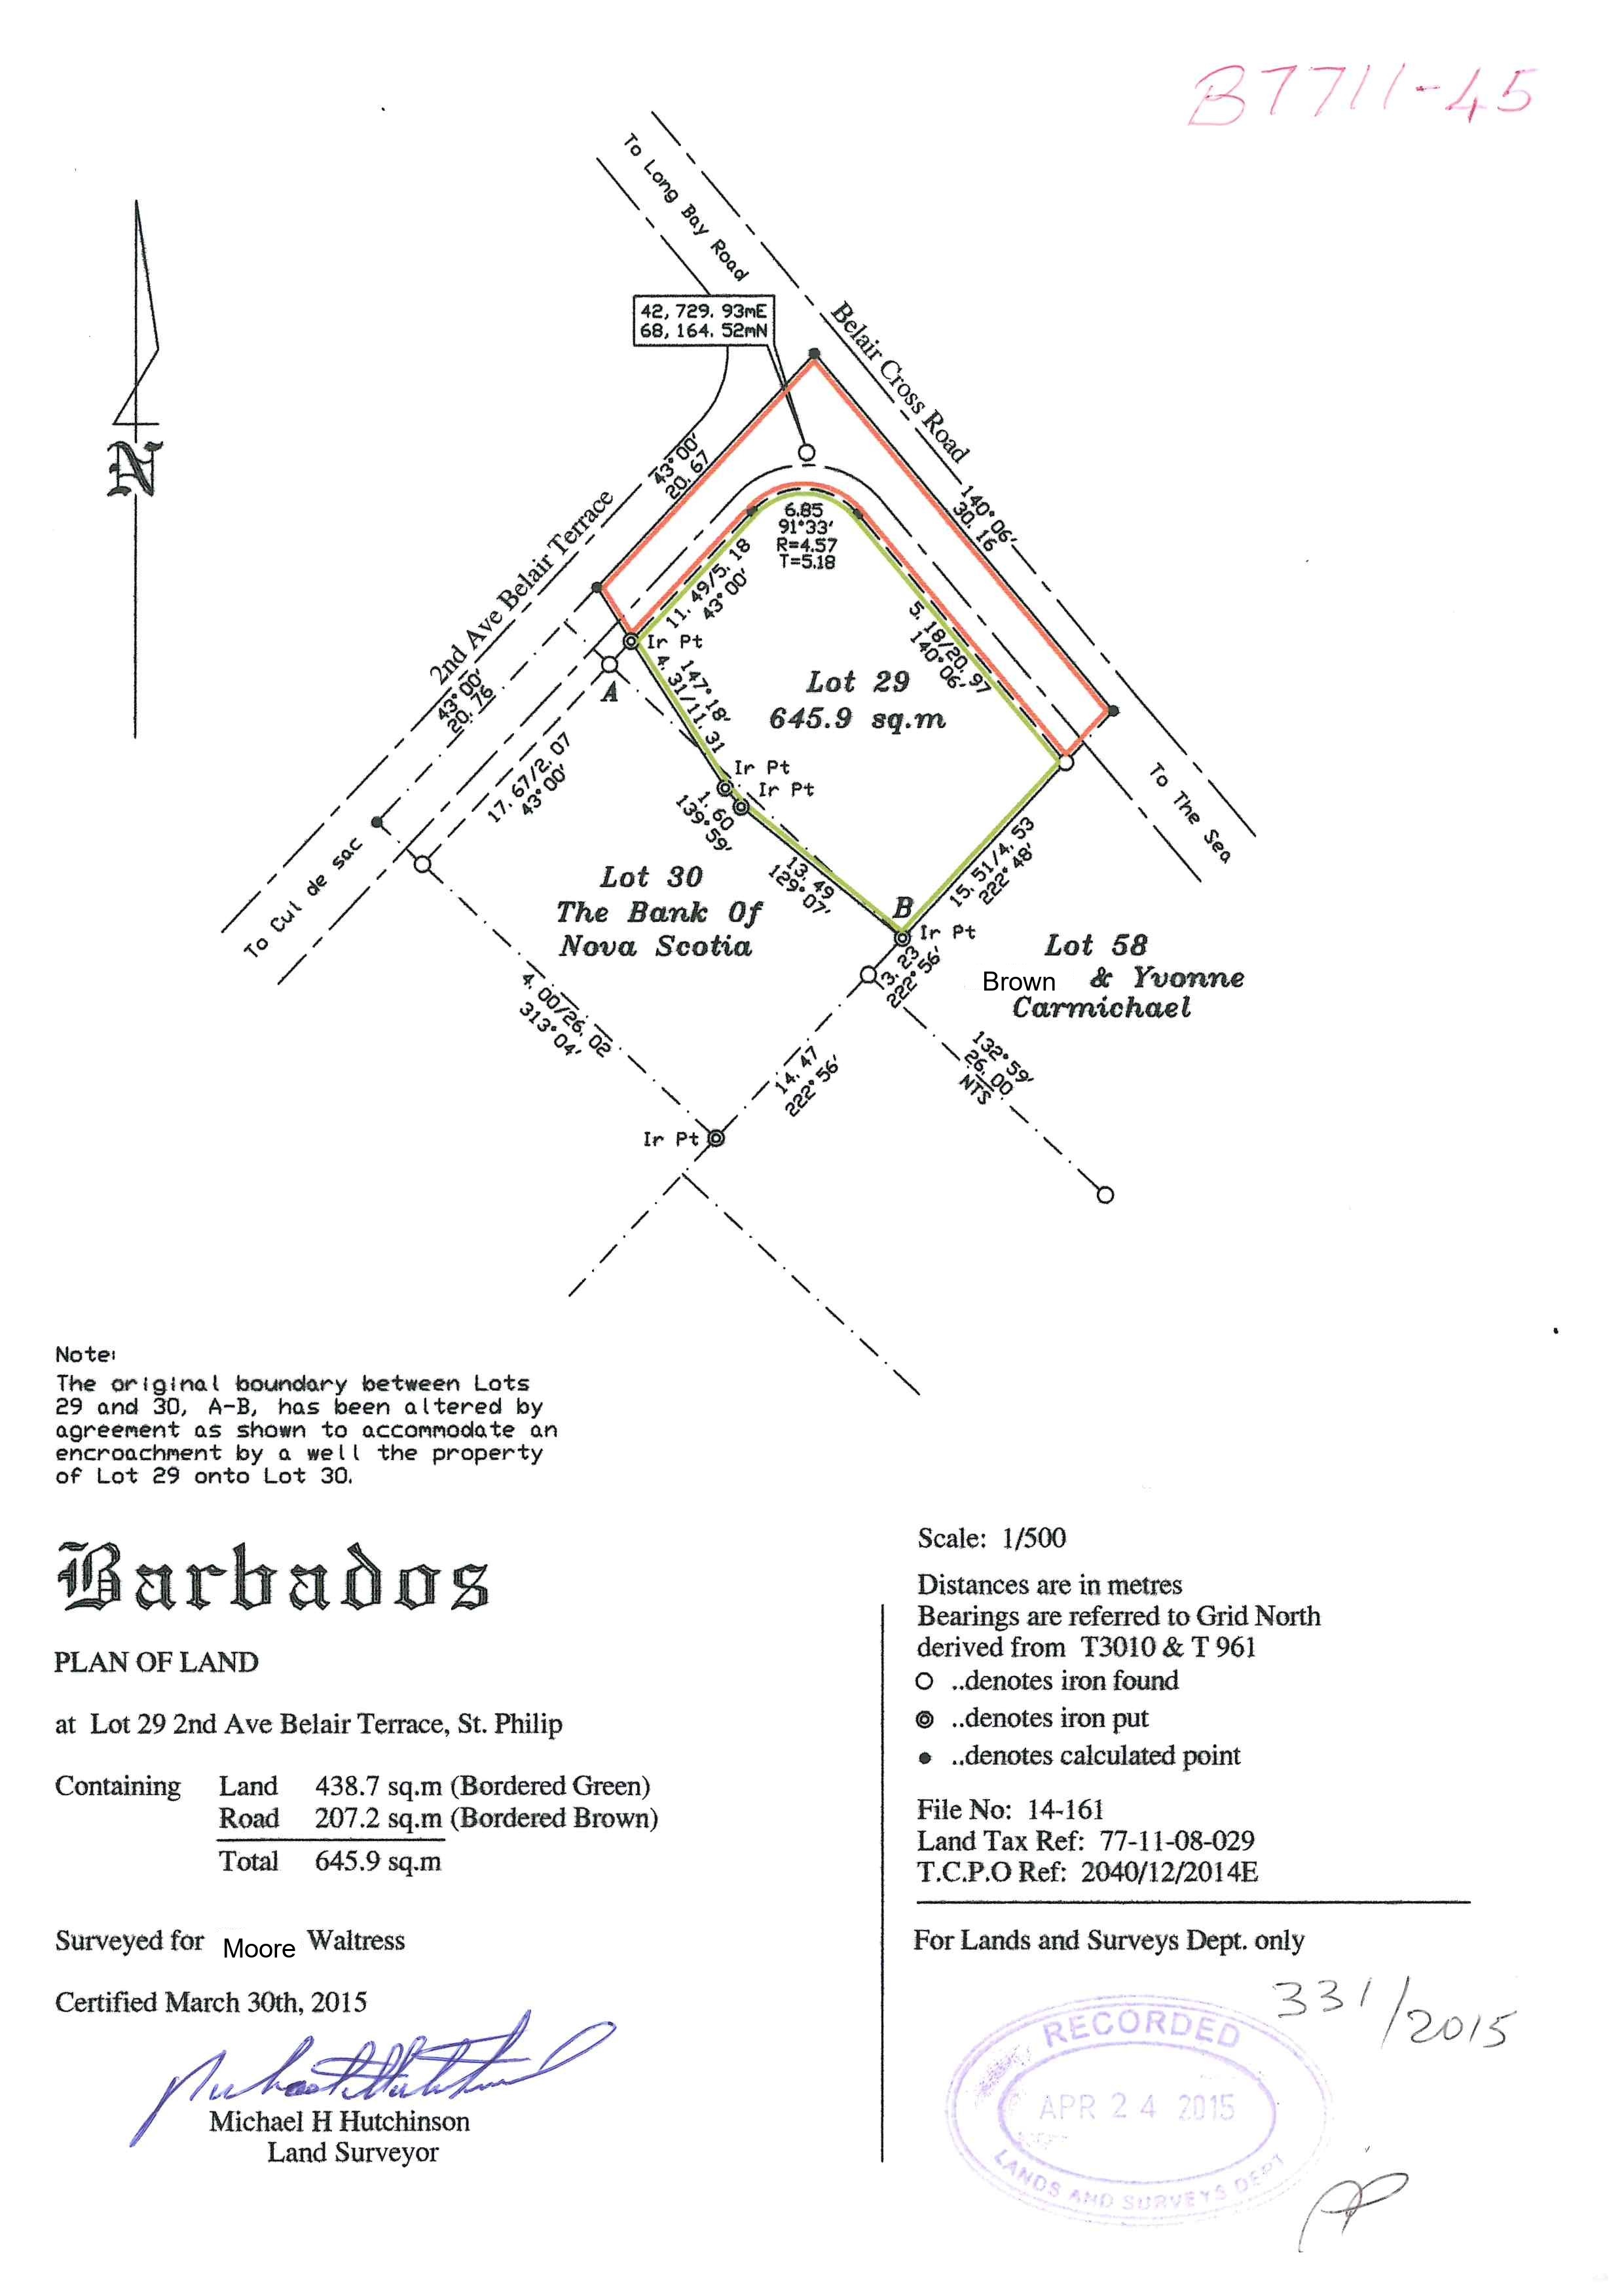 B7711-45
To Long Bay Road
42, 729. 93mE
68, 164. 52mN
Belair Cross Road
43°00'
20. 67
140°06'
30. 16
2nd Ave Belair Terrace
6.85
91°33'
R=4.57
T=5.18
11. 49/5. 18
43°00'
5. 18/20. 97
140°06'
Ir Pt
A
147°18'
4. 31/11. 31
Lot 29
645.9 sq.m
43°00'
20. 76
17. 67/2. 07
43°00'
Ir Pt
Ir Pt
1. 60
139°59'
To The Sea
To Cul de sac
13. 49
129°07'
15. 51/4. 53
222°48'
Lot 30
The Bank Of
Nova Scotia
B
Ir Pt
3. 23
222°56'
Lot 58
Brown & Yvonne
Carmichael
4. 00/26. 02
313°04'
14. 47
222°56'
132°59'
26. 00
NTS
Ir Pt
N
Note:
The original boundary between Lots
29 and 30, A-B, has been altered by
agreement as shown to accommodate an
encroachment by a well the property
of Lot 29 onto Lot 30.
Barbados
PLAN OF LAND
at Lot 29 2nd Ave Belair Terrace, St. Philip
Containing Land 438.7 sq.m (Bordered Green)
Road 207.2 sq.m (Bordered Brown)
Total 645.9 sq.m
Surveyed for Moore Waltress
Certified March 30th, 2015
Michael H Hutchinson
Land Surveyor
Scale: 1/500
Distances are in metres
Bearings are referred to Grid North
derived from T3010 & T 961
..denotes iron found
..denotes iron put
..denotes calculated point
File No: 14-161
Land Tax Ref: 77-11-08-029
T.C.P.O Ref: 2040/12/2014E
For Lands and Surveys Dept. only
331/2015
RECORDED
APR 24 2015
LANDS AND SURVEYS DEPT